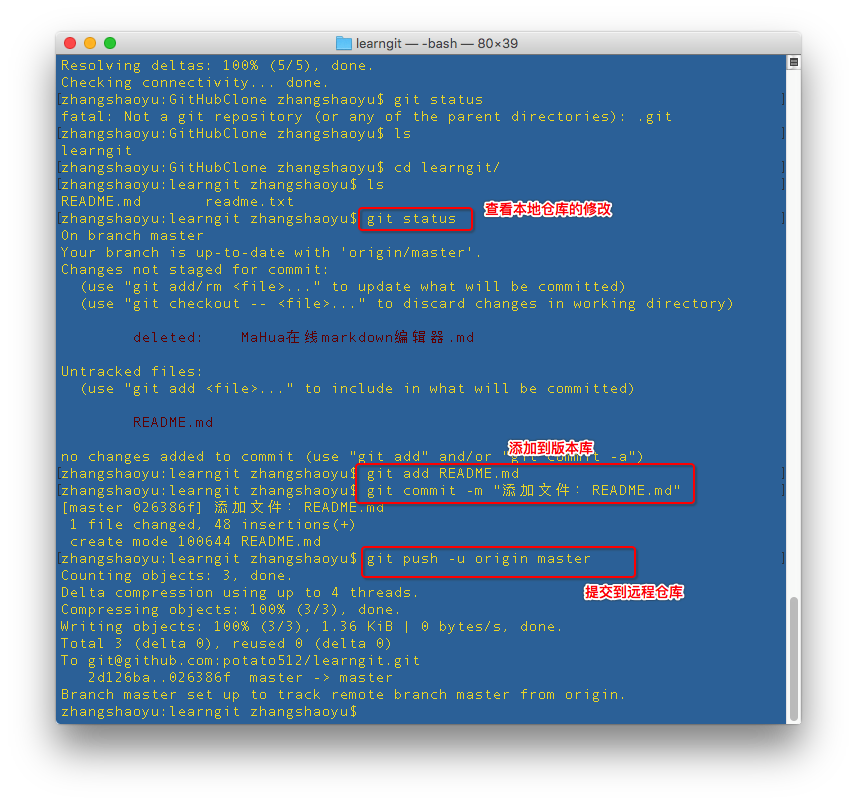 learngit — -bash — 80×39
Resolving deltas: 100% (5/5), done.
Checking connectivity... done.
[zhangshaoyu:GitHubClone zhangshaoyu$ git status ]
fatal: Not a git repository (or any of the parent directories): .git
[zhangshaoyu:GitHubClone zhangshaoyu$ ls ]
learngit
[zhangshaoyu:GitHubClone zhangshaoyu$ cd learngit/ ]
[zhangshaoyu:learngit zhangshaoyu$ ls ]
README.md readme.txt
[zhangshaoyu:learngit zhangshaoyu$ git status 查看本地仓库的修改 ]
On branch master
Your branch is up-to-date with 'origin/master'.
Changes not staged for commit:
(use "git add/rm <file>..." to update what will be committed)
(use "git checkout -- <file>..." to discard changes in working directory)
deleted: MaHua在线markdown编辑器.md
Untracked files:
(use "git add <file>..." to include in what will be committed)
README.md
添加到版本库
no changes added to commit (use "git add" and/or "git commit -a")
[zhangshaoyu:learngit zhangshaoyu$ git add README.md ]
[zhangshaoyu:learngit zhangshaoyu$ git commit -m "添加文件：README.md" ]
[master 026386f] 添加文件：README.md
1 file changed, 48 insertions(+)
create mode 100644 README.md
[zhangshaoyu:learngit zhangshaoyu$ git push -u origin master ]
Counting objects: 3, done.
提交到远程仓库
Delta compression using up to 4 threads.
Compressing objects: 100% (3/3), done.
Writing objects: 100% (3/3), 1.36 KiB | 0 bytes/s, done.
Total 3 (delta 0), reused 0 (delta 0)
To git@github.com:potato512/learngit.git
2d126ba..026386f master -> master
Branch master set up to track remote branch master from origin.
zhangshaoyu:learngit zhangshaoyu$